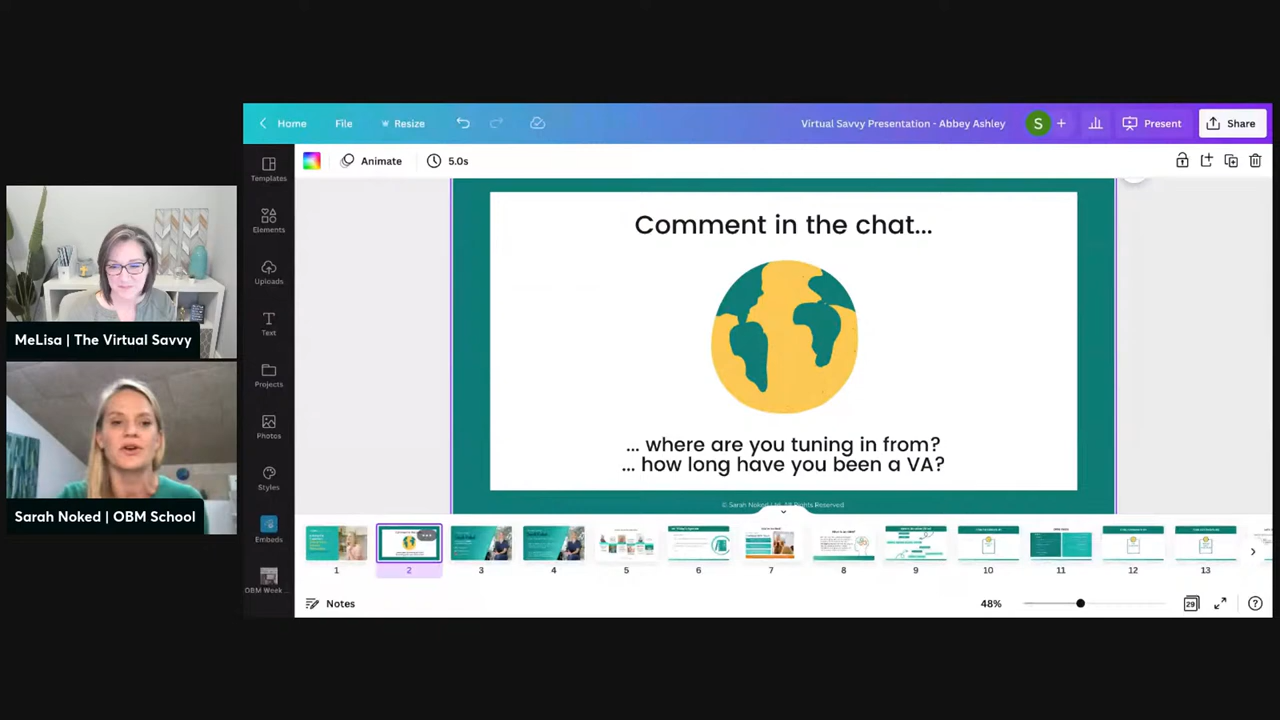 Home
File
Resize
Virtual Savvy Presentation - Abbey Ashley
S
+
Present
Share
Animate
5.0s
Templates
Elements
Uploads
Text
Projects
Photos
Styles
Embeds
OBM Week ...
MeLisa | The Virtual Savvy
Sarah Noked | OBM School
Comment in the chat...
... where are you tuning in from?
... how long have you been a VA?
1
2
3
4
5
6
7
8
9
10
11
12
13
Notes
48%
29